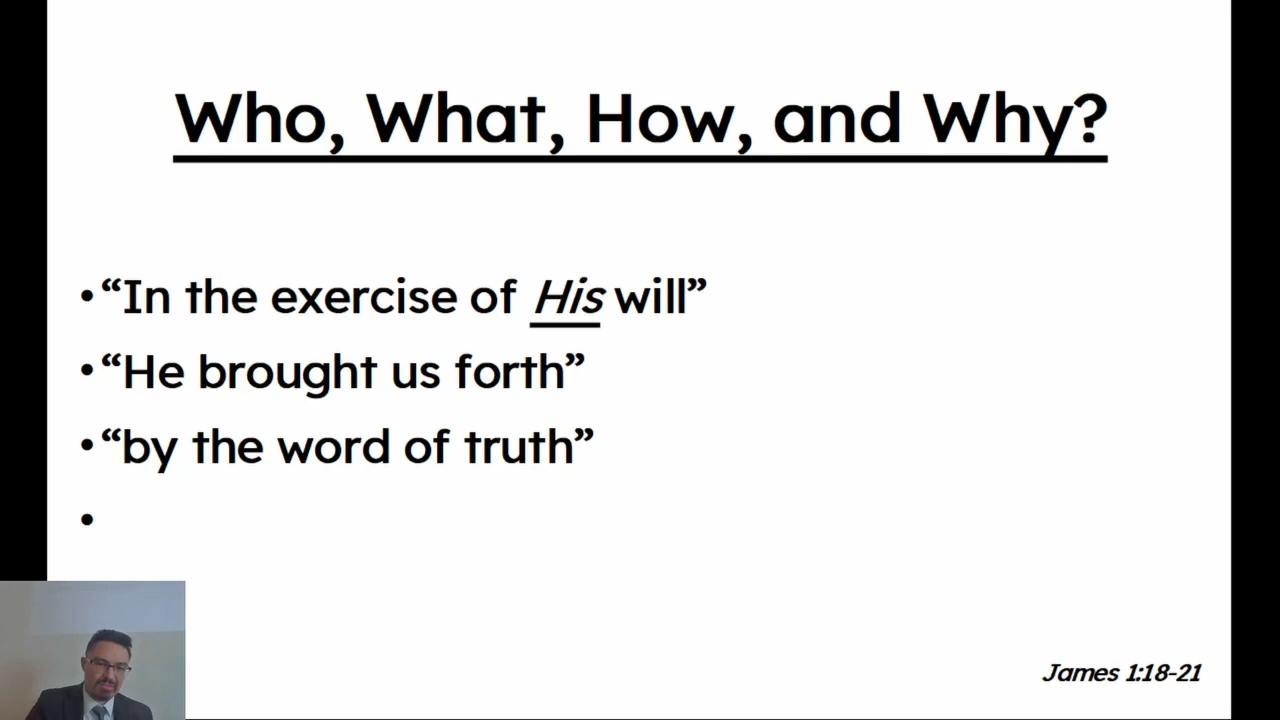 Who, What, How, and Why?
• “In the exercise of His will”
• “He brought us forth”
• “by the word of truth”
•
James 1:18-21